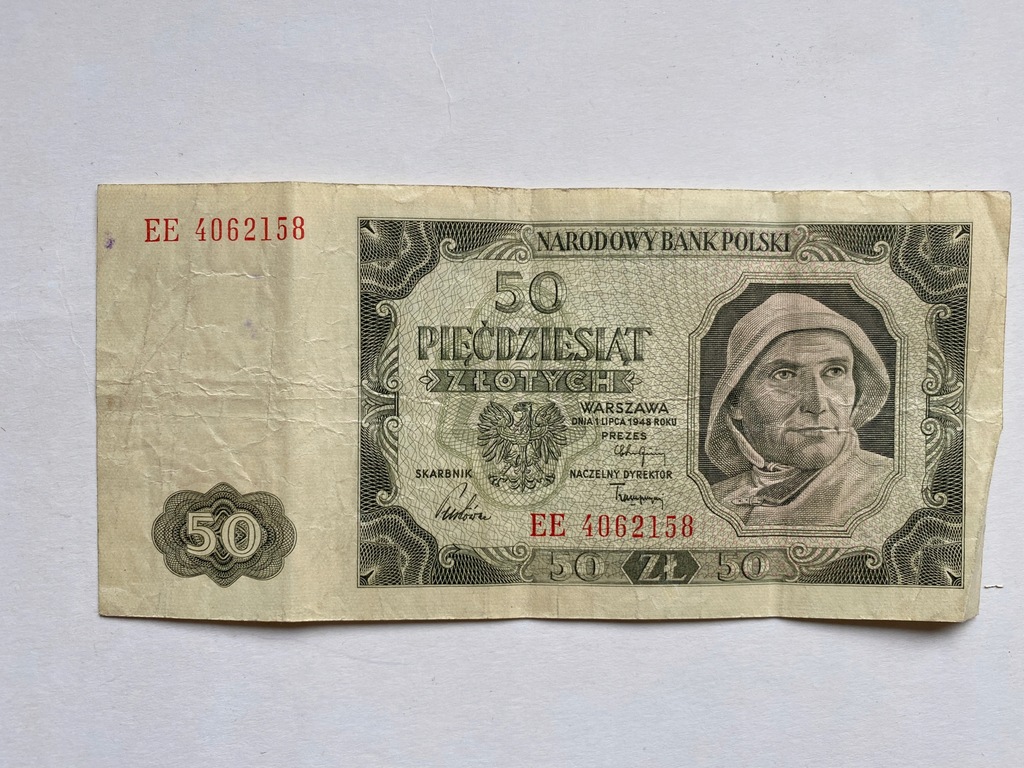 EE 4062158
NARODOWY BANK POLSKI
50
PIĘĆDZIESIĄT
ZŁOTYCH
WARSZAWA
DNIA 1 LIPCA 1948 ROKU
PREZES
SKARBNIK
NACZELNY DYREKTOR
EE 4062158
50
50 ZŁ 50